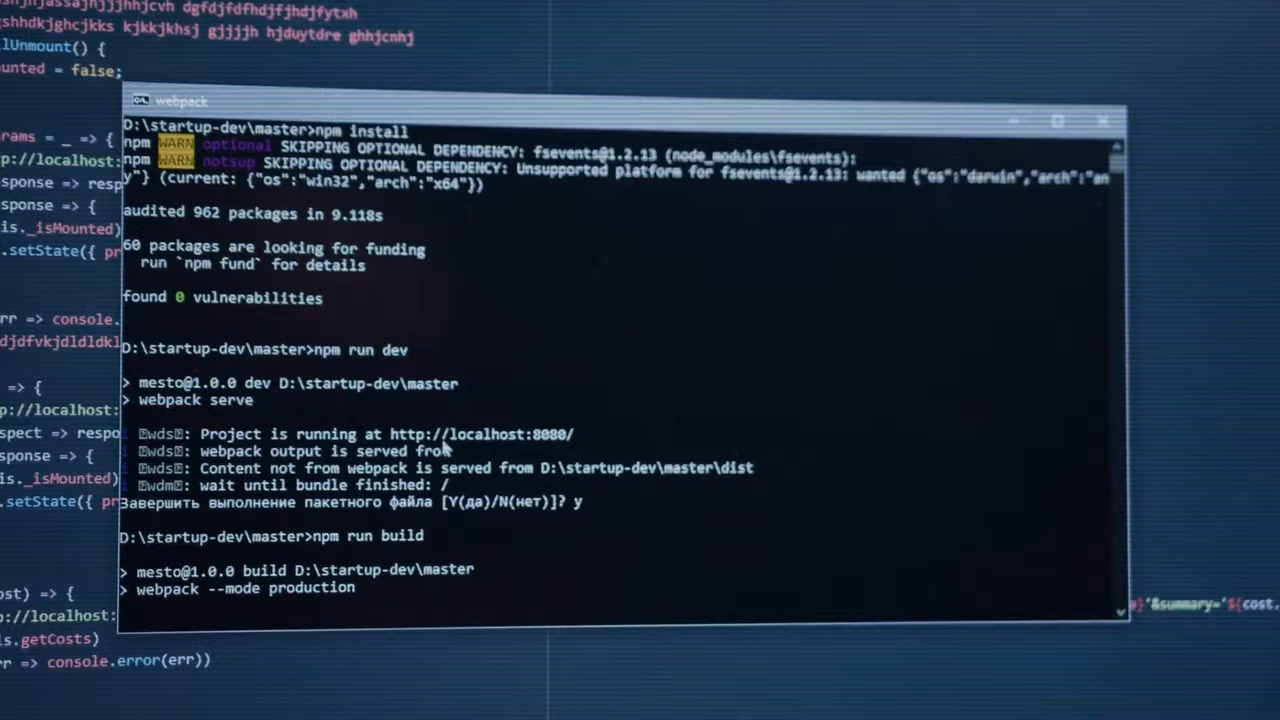 shhdkjghcjkks kjkkjkhsj gjjjjh hjduytdre ghhjcnhj
llUnmount() {
unted = false;
webpack
D:\startup-dev\master>npm install
npm WARN optional SKIPPING OPTIONAL DEPENDENCY: fsevents@1.2.13 (node_modules\fsevents):
npm WARN notsup SKIPPING OPTIONAL DEPENDENCY: Unsupported platform for fsevents@1.2.13: wanted {"os":"darwin","arch":"an
y"} (current: {"os":"win32","arch":"x64"})
audited 962 packages in 9.118s
60 packages are looking for funding
run `npm fund` for details
found 0 vulnerabilities
D:\startup-dev\master>npm run dev
> mesto@1.0.0 dev D:\startup-dev\master
> webpack serve
i 「wds」: Project is running at http://localhost:8080/
i 「wds」: webpack output is served from
i 「wds」: Content not from webpack is served from D:\startup-dev\master\dist
i 「wdm」: wait until bundle finished: /
Завершить выполнение пакетного файла [Y(да)/N(нет)]? y
D:\startup-dev\master>npm run build
> mesto@1.0.0 build D:\startup-dev\master
> webpack --mode production
rams = _ => {
p://localhost:
sponse => resp
sponse => {
is._isMounted)
.setState({ pr
rr => console.
djdfvkjdldldkl
=> {
p://localhost:
spect => respo
sponse => {
._isMounted)
.setState({ pr
ost) => {
p://localhost:
s.getCosts)
rr => console.error(err))
}`&summary=`${cost.